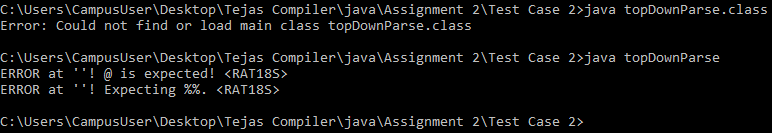 C:\Users\CampusUser\Desktop\Tejas Compiler\java\Assignment 2\Test Case 2>java topDownParse.class
Error: Could not find or load main class topDownParse.class
C:\Users\CampusUser\Desktop\Tejas Compiler\java\Assignment 2\Test Case 2>java topDownParse
ERROR at ''! @ is expected! <RAT18S>
ERROR at ''! Expecting %%. <RAT18S>
C:\Users\CampusUser\Desktop\Tejas Compiler\java\Assignment 2\Test Case 2>